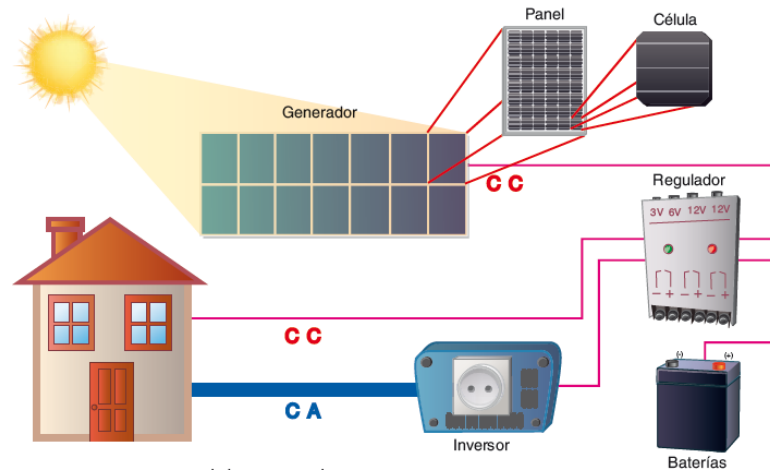 Panel
Célula
Generador
C C
Regulador
3V 6V 12V 12V
- + - + - +
C C
C A
Inversor
(-) (+)
Baterías